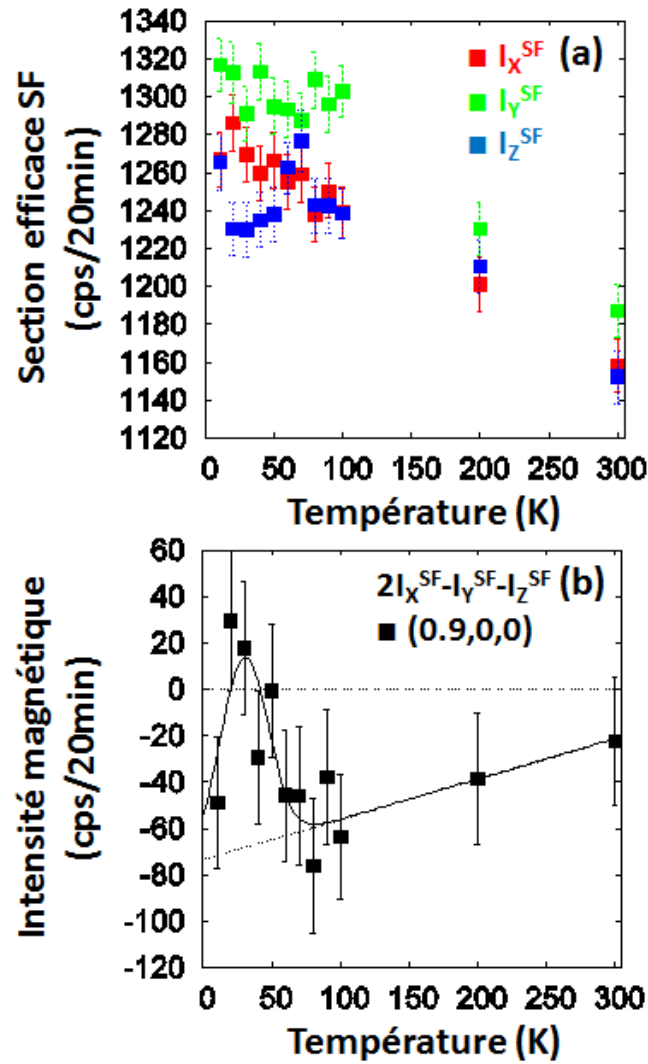 Section efficace SF
(cps/20min)
1340
1320
1300
1280
1260
1240
1220
1200
1180
1160
1140
1120
I_X^SF (a)
I_Y^SF
I_Z^SF
0 50 100 150 200 250 300
Température (K)
Intensité magnétique
(cps/20min)
60
40
20
0
-20
-40
-60
-80
-100
-120
2I_X^SF-I_Y^SF-I_Z^SF (b)
(0.9,0,0)
0 50 100 150 200 250 300
Température (K)